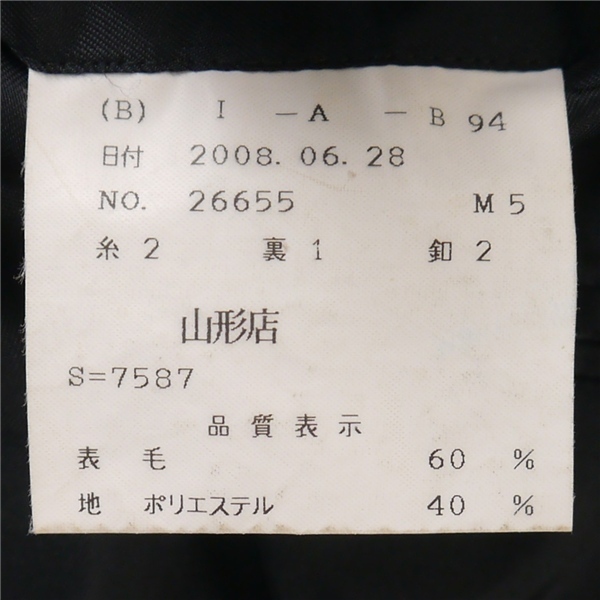 (B) I －A －B 94
日付 2008. 06. 28
NO. 26655 M 5
糸 2 裏 1 釦 2
山形店
S=7587
品 質 表 示
表 毛 60 %
地 ポリエステル 40 %